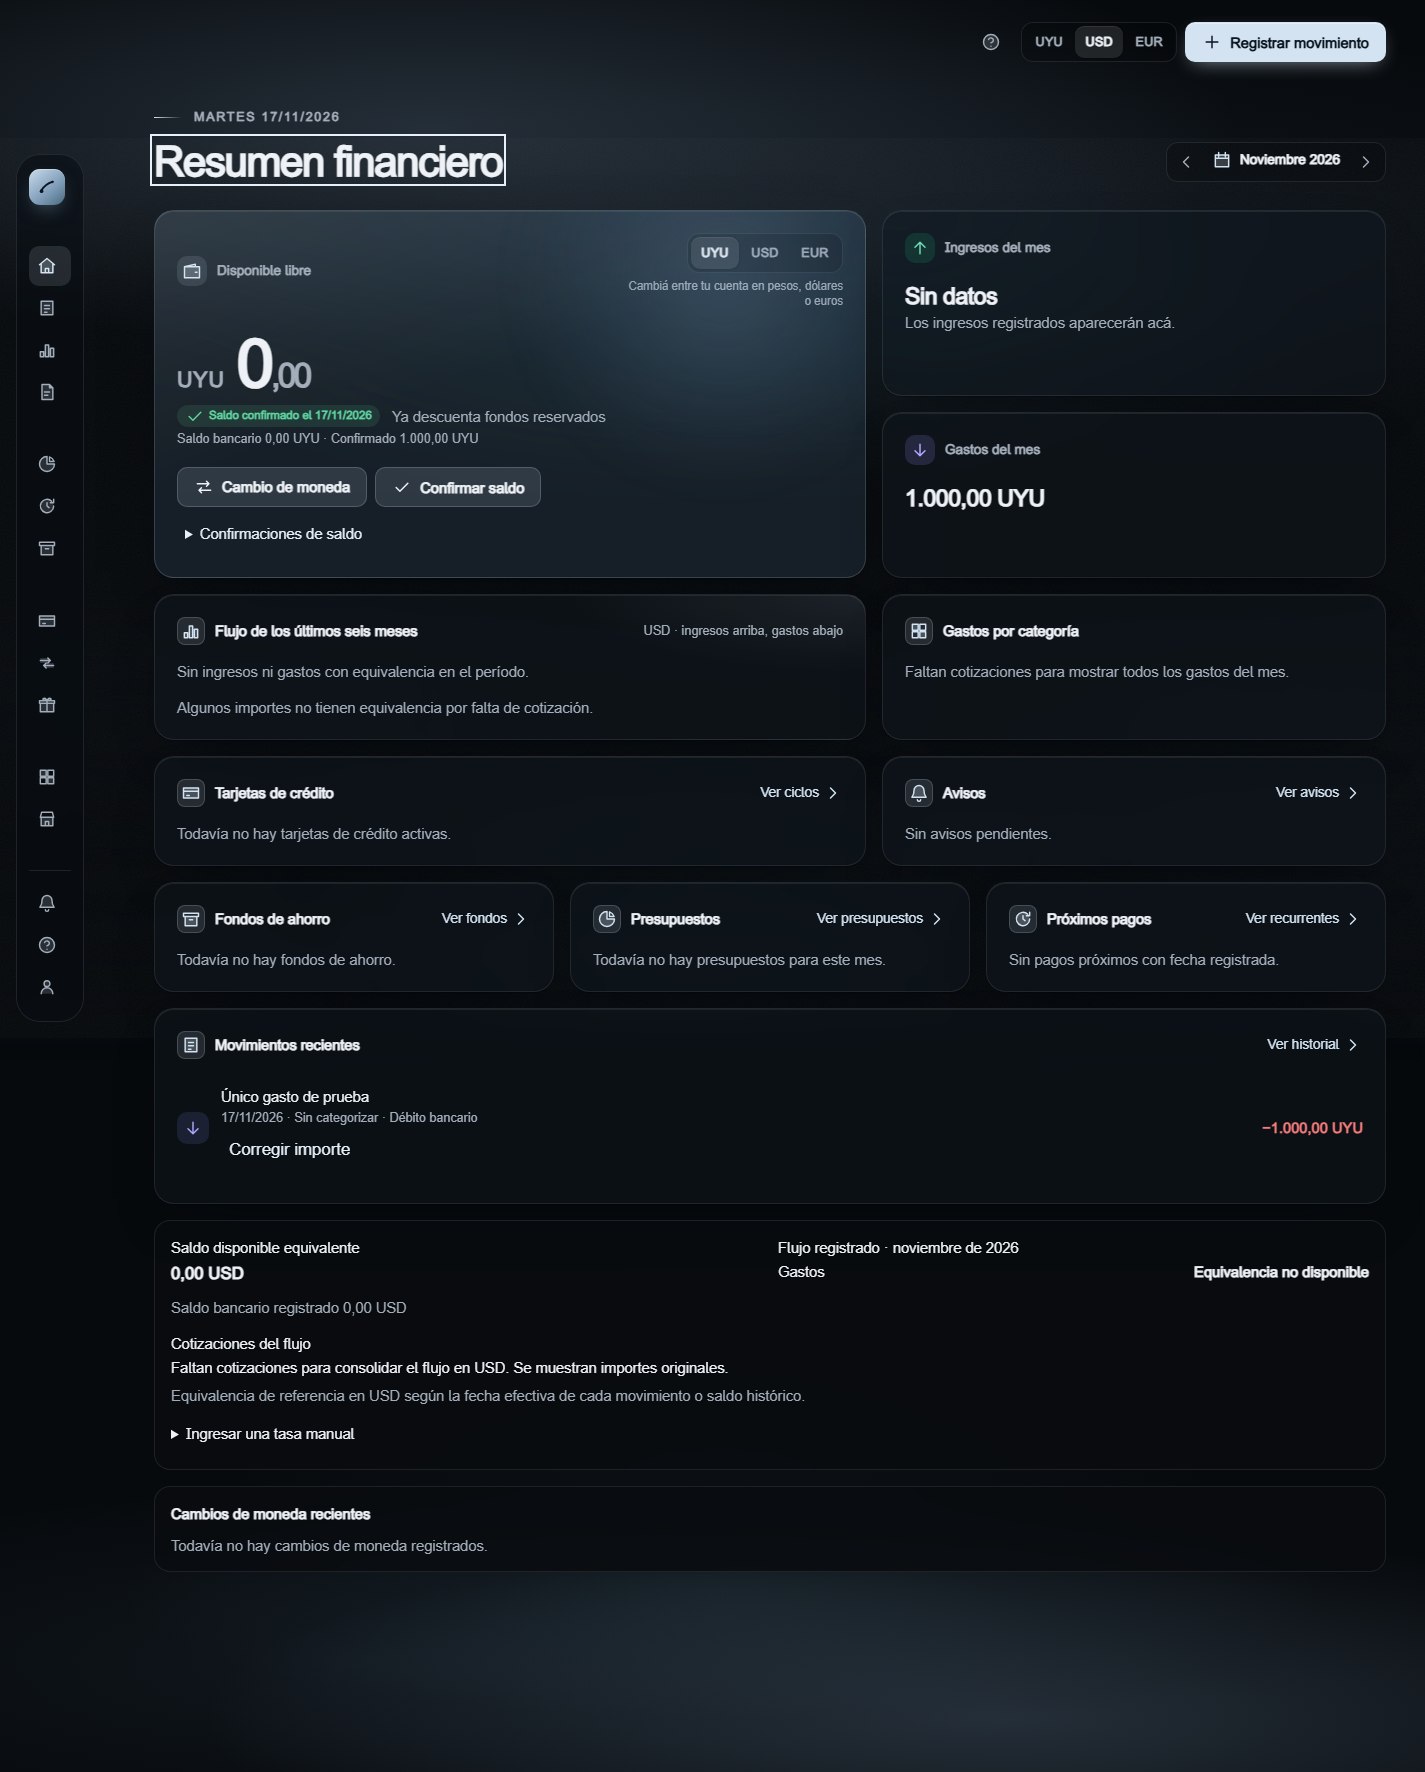 UYU USD EUR
Registrar movimiento
MARTES 17/11/2026
Resumen financiero
Noviembre 2026
Disponible libre
UYU USD EUR
Cambiá entre tu cuenta en pesos, dólares
o euros
UYU 0,00
Saldo confirmado el 17/11/2026 Ya descuenta fondos reservados
Saldo bancario 0,00 UYU · Confirmado 1.000,00 UYU
Cambio de moneda
Confirmar saldo
Confirmaciones de saldo
Ingresos del mes
Sin datos
Los ingresos registrados aparecerán acá.
Gastos del mes
1.000,00 UYU
Flujo de los últimos seis meses
USD · ingresos arriba, gastos abajo
Sin ingresos ni gastos con equivalencia en el período.
Algunos importes no tienen equivalencia por falta de cotización.
Gastos por categoría
Faltan cotizaciones para mostrar todos los gastos del mes.
Tarjetas de crédito
Ver ciclos
Todavía no hay tarjetas de crédito activas.
Avisos
Ver avisos
Sin avisos pendientes.
Fondos de ahorro
Ver fondos
Todavía no hay fondos de ahorro.
Presupuestos
Ver presupuestos
Todavía no hay presupuestos para este mes.
Próximos pagos
Ver recurrentes
Sin pagos próximos con fecha registrada.
Movimientos recientes
Ver historial
Único gasto de prueba
17/11/2026 · Sin categorizar · Débito bancario
Corregir importe
−1.000,00 UYU
Saldo disponible equivalente
0,00 USD
Saldo bancario registrado 0,00 USD
Flujo registrado · noviembre de 2026
Gastos
Equivalencia no disponible
Cotizaciones del flujo
Faltan cotizaciones para consolidar el flujo en USD. Se muestran importes originales.
Equivalencia de referencia en USD según la fecha efectiva de cada movimiento o saldo histórico.
Ingresar una tasa manual
Cambios de moneda recientes
Todavía no hay cambios de moneda registrados.